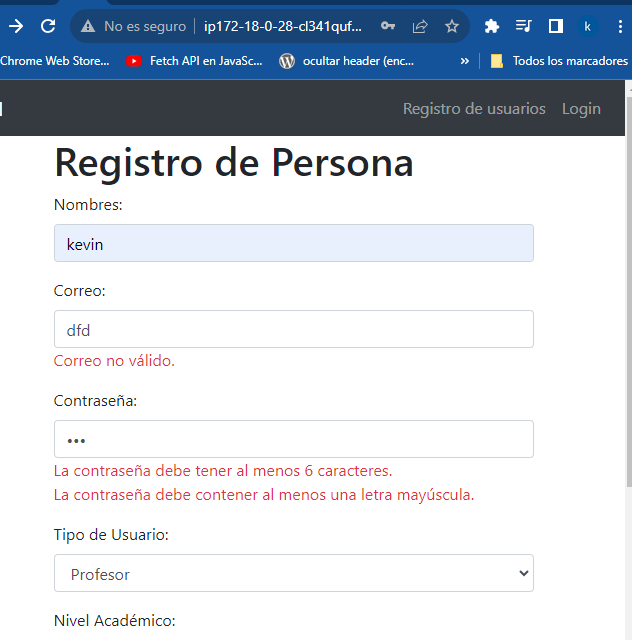 No es seguro
ip172-18-0-28-cl341quf...
k
Chrome Web Store...
Fetch API en JavaSc...
ocultar header (enc...
»
Todos los marcadores
Registro de usuarios
Login
Registro de Persona
Nombres:
kevin
Correo:
dfd
Correo no válido.
Contraseña:
•••
La contraseña debe tener al menos 6 caracteres.
La contraseña debe contener al menos una letra mayúscula.
Tipo de Usuario:
Profesor
Nivel Académico: